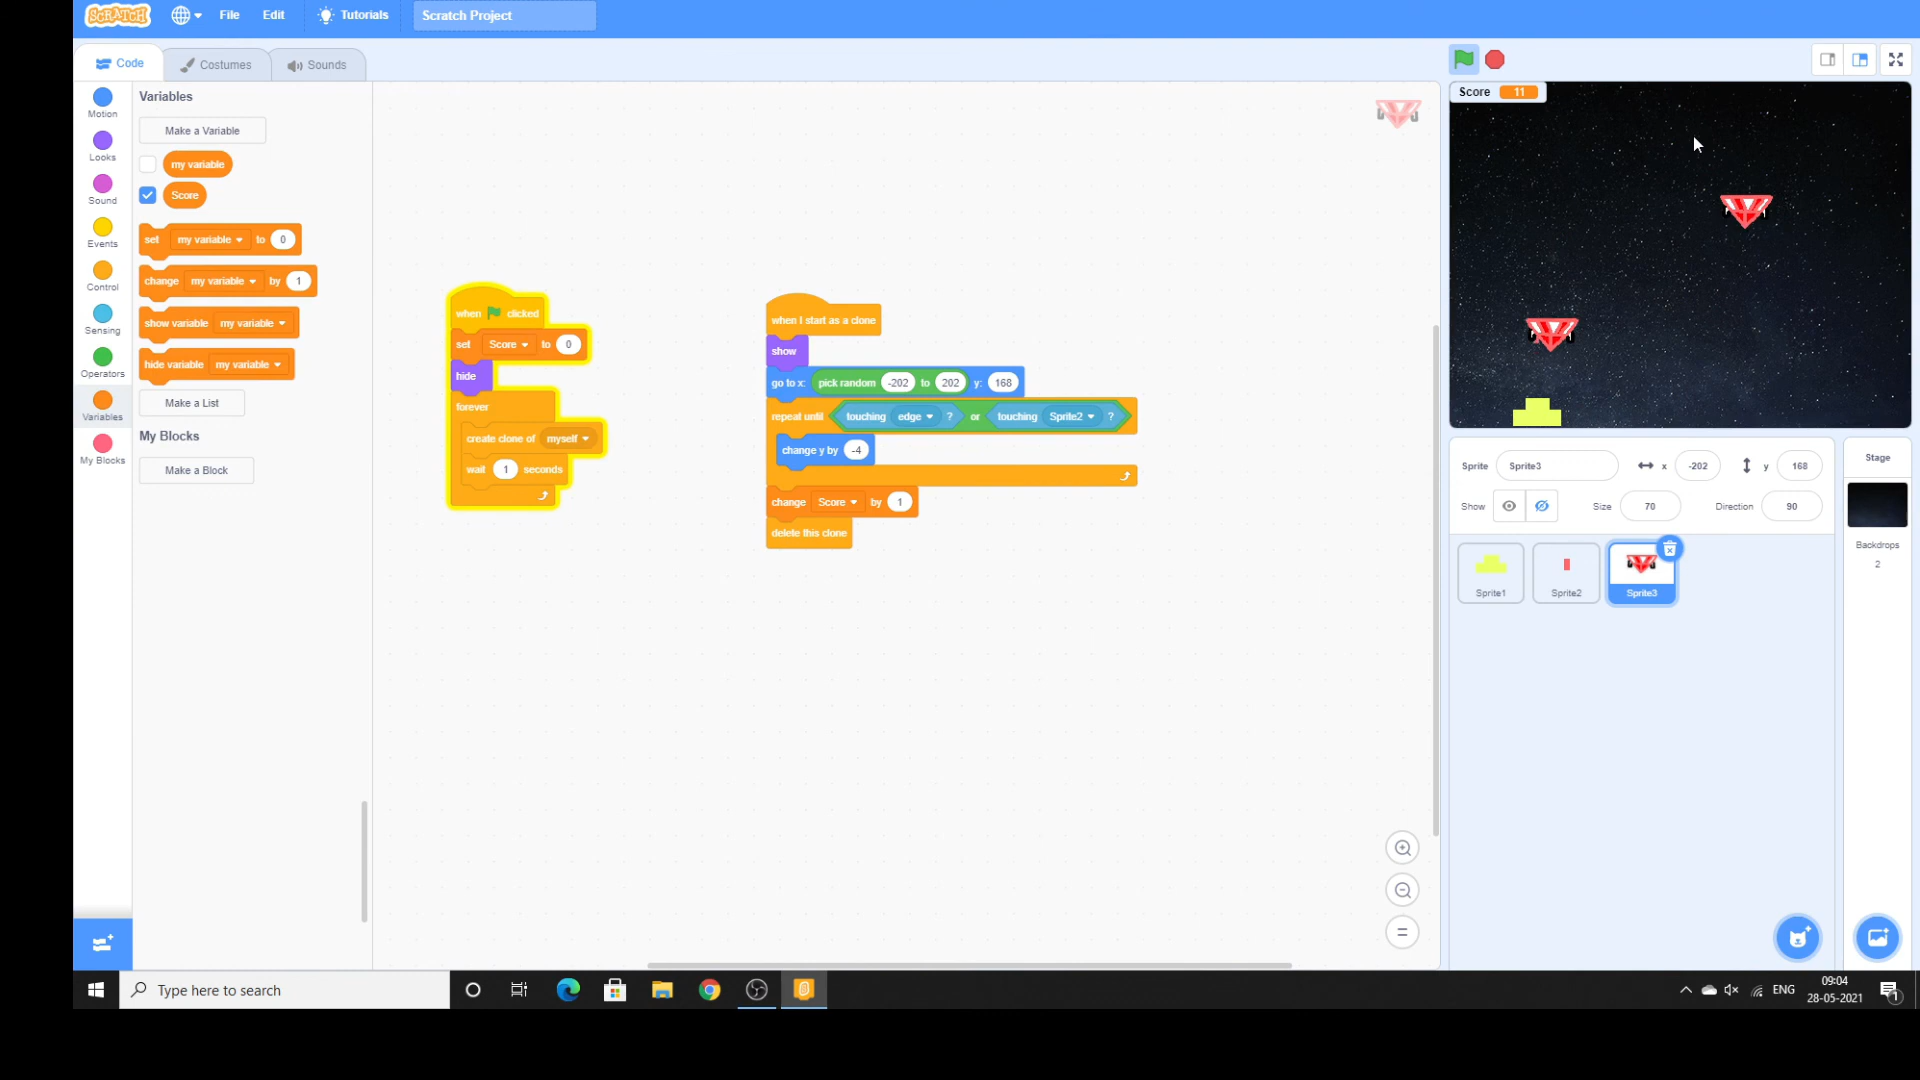 SCRATCH
File
Edit
Tutorials
Scratch Project
Code
Costumes
Sounds
Motion
Looks
Sound
Events
Control
Sensing
Operators
Variables
My Blocks
Variables
Make a Variable
my variable
Score
set my variable to 0
change my variable by 1
show variable my variable
hide variable my variable
Make a List
My Blocks
Make a Block
when clicked
set Score to 0
hide
forever
create clone of myself
wait 1 seconds
when I start as a clone
show
go to x: pick random -202 to 202 y: 168
repeat until touching edge ? or touching Sprite2 ?
change y by -4
change Score by 1
delete this clone
Score 11
Sprite Sprite3 x -202 y 168
Show Size 70 Direction 90
Sprite1
Sprite2
Sprite3
Stage
Backdrops
2
Type here to search
ENG
09:04
28-05-2021
1